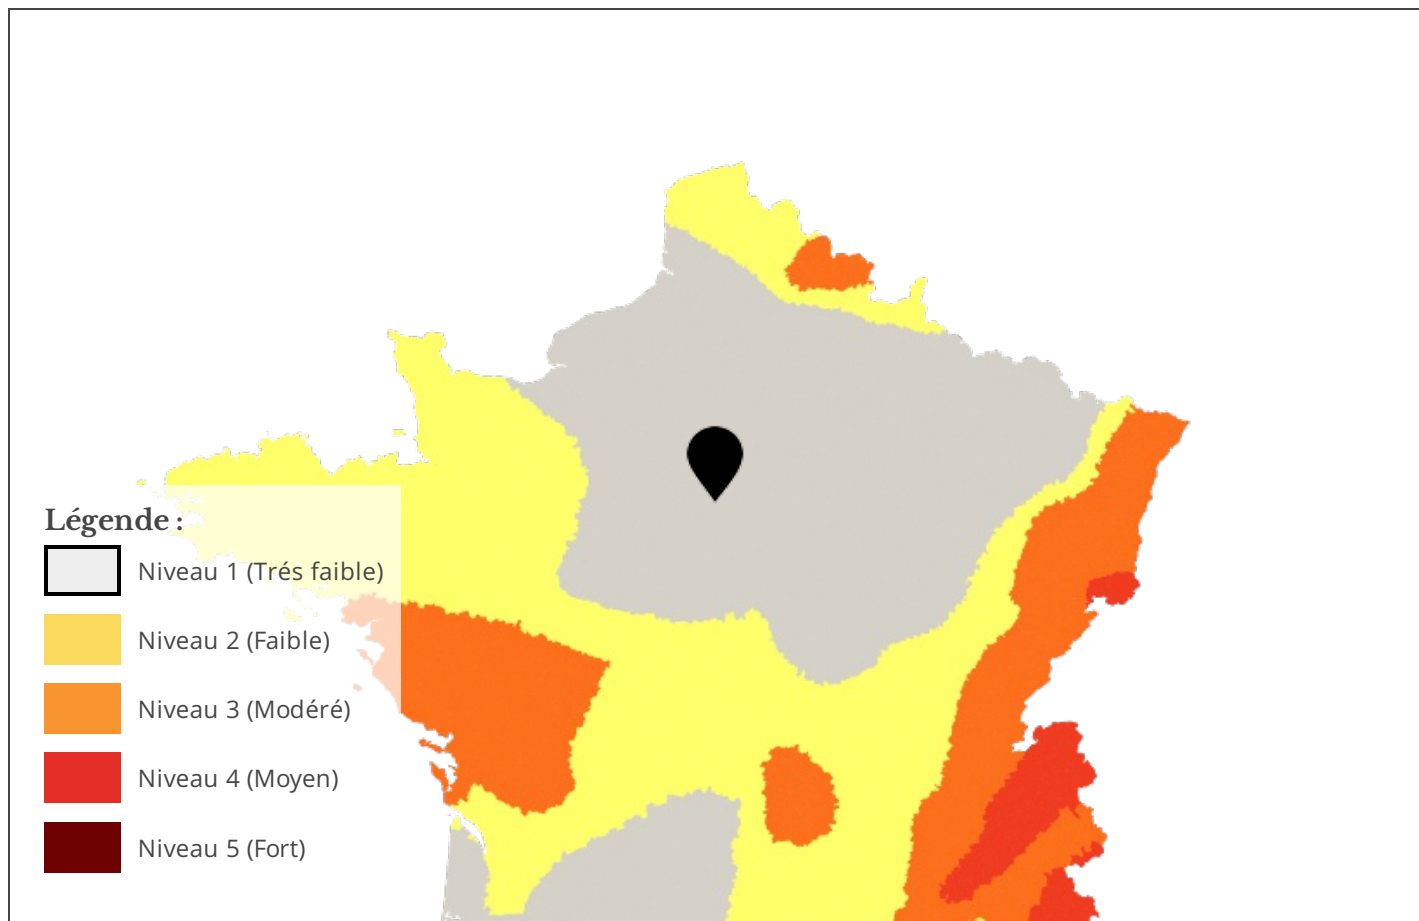 Légende :
Niveau 1 (Trés faible)
Niveau 2 (Faible)
Niveau 3 (Modéré)
Niveau 4 (Moyen)
Niveau 5 (Fort)